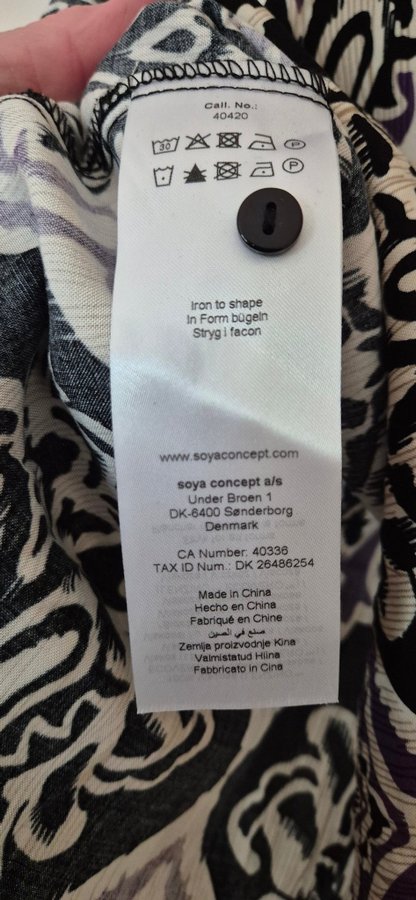 Call. No.:
40420
30 P
P
Iron to shape
In Form bügeln
Stryg i facon
www.soyaconcept.com
soya concept a/s
Under Broen 1
DK-6400 Sønderborg
Denmark
CA Number: 40336
TAX ID Num.: DK 26486254
Made in China
Hecho en China
Fabriqué en Chine
صنع في الصين
Zemlja proizvodnje Kina
Valmistatud Hiina
Fabbricato in Cina